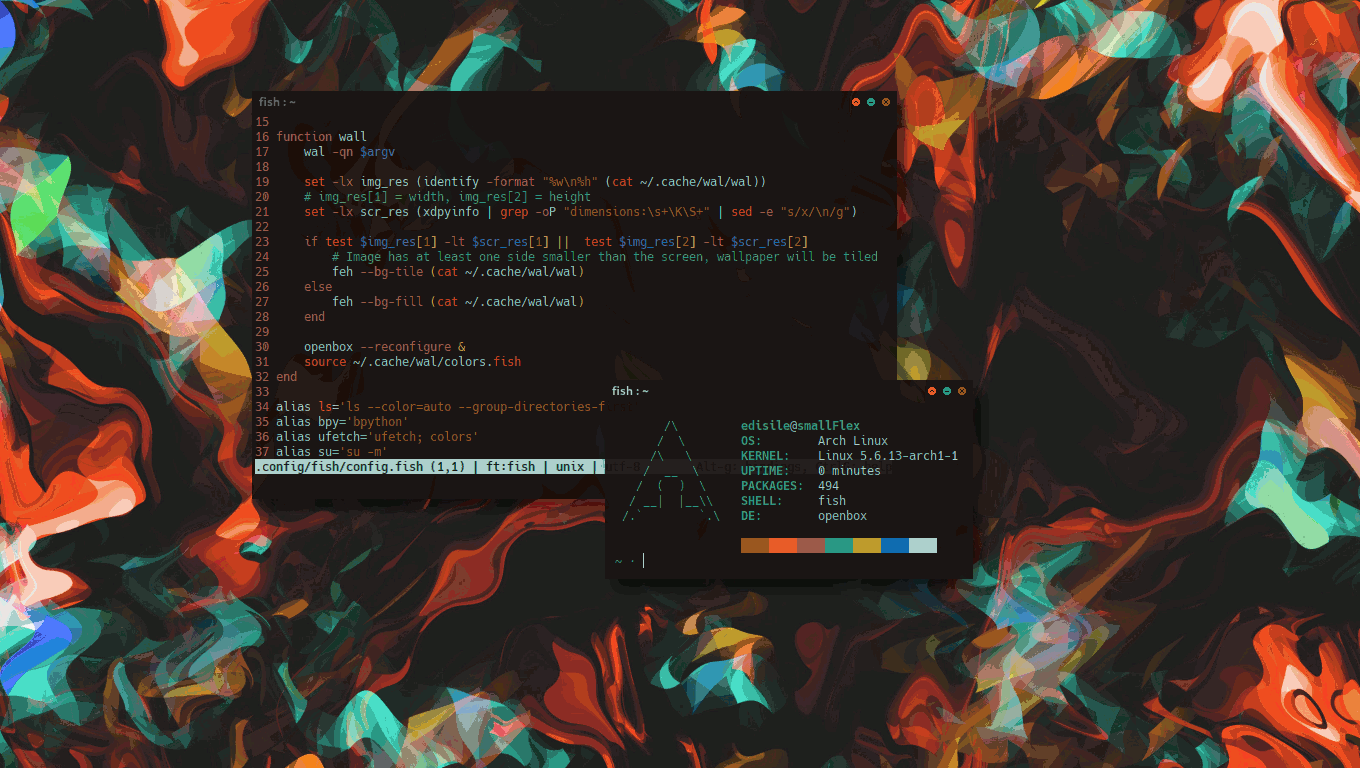 fish : ~
15
16 function wall
17     wal -qn $argv
18
19     set -lx img_res (identify -format "%w\n%h" (cat ~/.cache/wal/wal))
20     # img_res[1] = width, img_res[2] = height
21     set -lx scr_res (xdpyinfo | grep -oP "dimensions:\s+\K\S+" | sed -e "s/x/\n/g")
22
23     if test $img_res[1] -lt $scr_res[1] ||  test $img_res[2] -lt $scr_res[2]
24         # Image has at least one side smaller than the screen, wallpaper will be tiled
25         feh --bg-tile (cat ~/.cache/wal/wal)
26     else
27         feh --bg-fill (cat ~/.cache/wal/wal)
28     end
29
30     openbox --reconfigure &
31     source ~/.cache/wal/colors.fish
32 end
33
34 alias ls='ls --color=auto --group-directories-f
35 alias bpy='bpython'
36 alias ufetch='ufetch; colors'
37 alias su='su -m'
.config/fish/config.fish (1,1) | ft:fish | unix |
fish : ~
edisile@smallFlex
OS:        Arch Linux
KERNEL:    Linux 5.6.13-arch1-1
UPTIME:    0 minutes
PACKAGES:  494
SHELL:     fish
DE:        openbox
~ ·